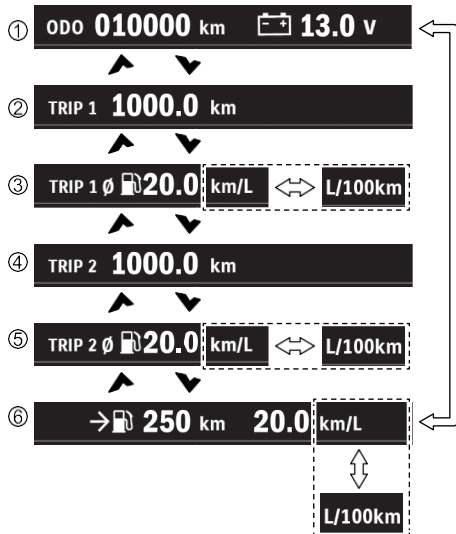 ① ODO 010000 km 13.0 V
② TRIP 1 1000.0 km
③ TRIP 1 Ø 20.0 km/L L/100km
④ TRIP 2 1000.0 km
⑤ TRIP 2 Ø 20.0 km/L L/100km
⑥ 250 km 20.0 km/L
L/100km